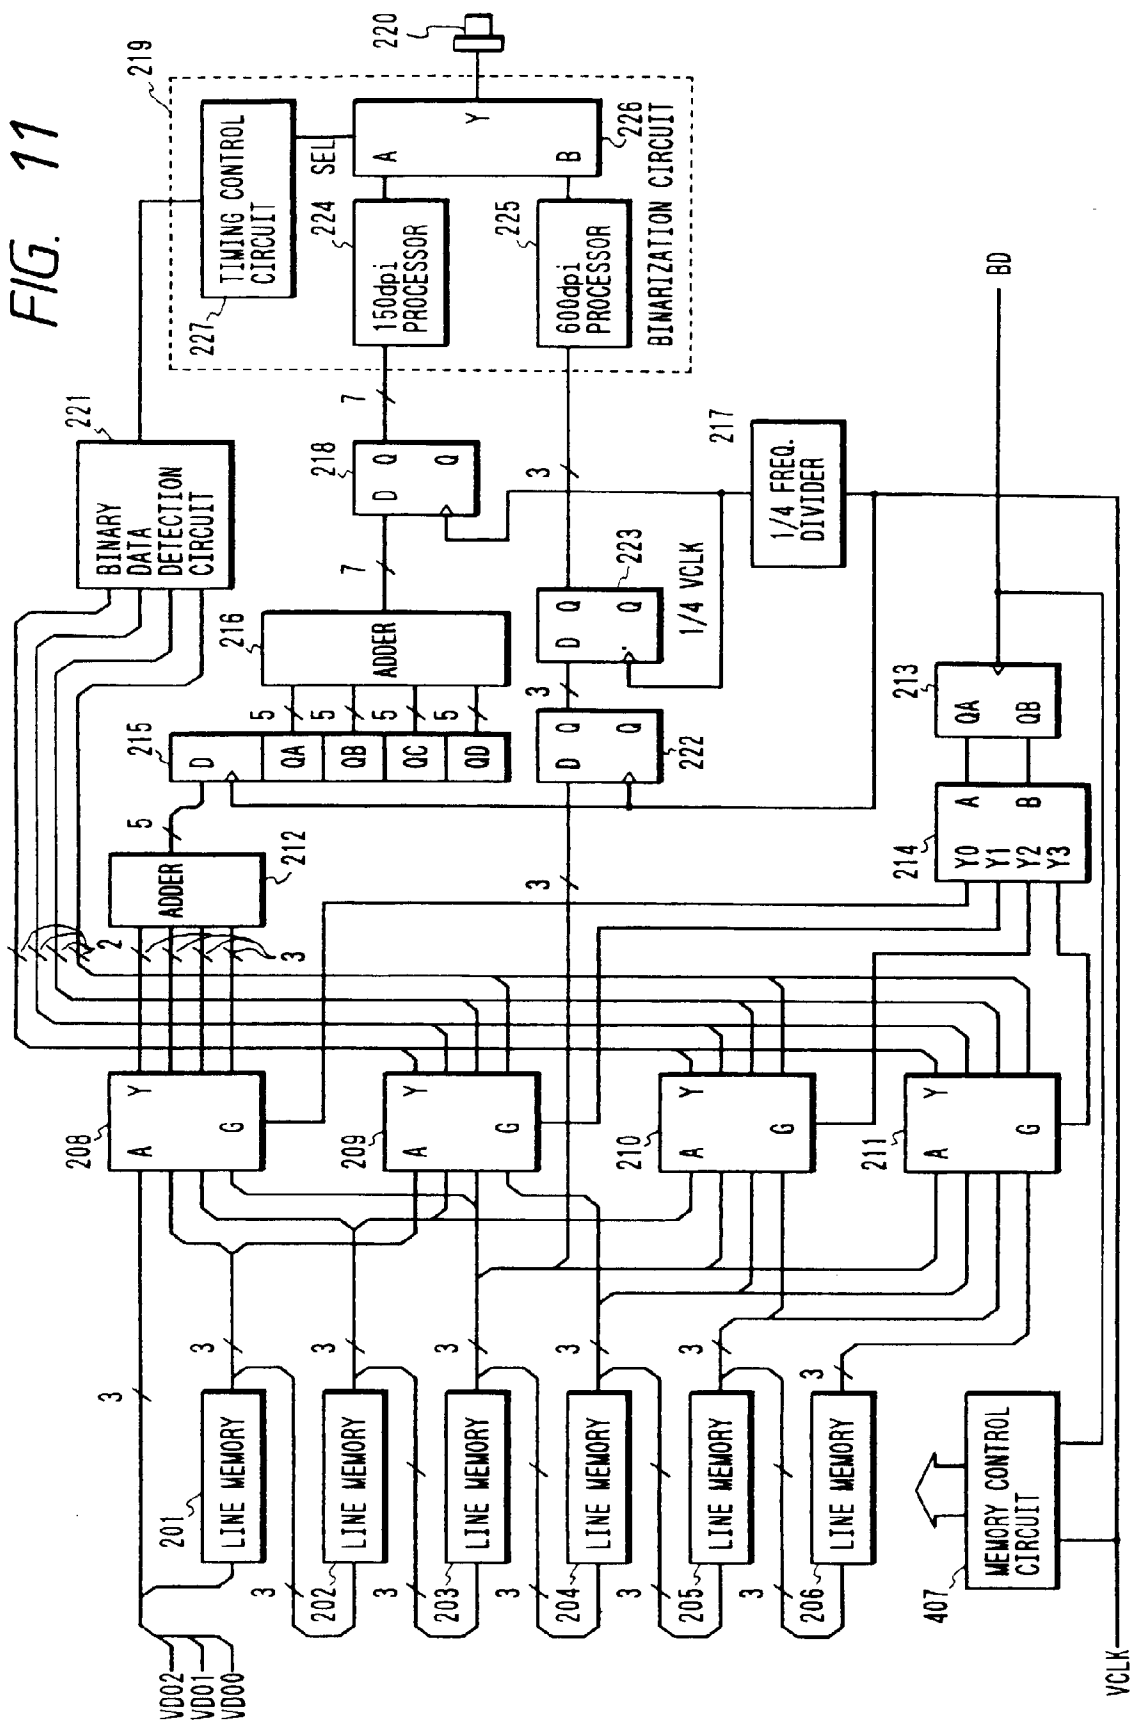 FIG. 11
219
220
227
TIMING CONTROL
CIRCUIT
SEL
A
Y
B
226
224
150dpi
PROCESSOR
225
600dpi
PROCESSOR
BINARIZATION CIRCUIT
221
BINARY
DATA
DETECTION
CIRCUIT
7
218
D Q
Q
7
3
217
1/4 FREQ.
DIVIDER
BD
216
ADDER
5
5
5
5
215
D
QA
QB
QC
QD
223
D Q
Q
1/4 VCLK
3
222
D Q
Q
213
QA
QB
214
A
B
Y0
Y1
Y2
Y3
5
ADDER
212
2
3
3
208
A
Y
G
209
A
Y
G
210
A
Y
G
211
A
Y
G
3
3
3
3
3
3
3
201
LINE MEMORY
202
LINE MEMORY
203
LINE MEMORY
204
LINE MEMORY
205
LINE MEMORY
206
LINE MEMORY
3
3
3
3
3
407
MEMORY CONTROL
CIRCUIT
VD02
VD01
VD00
VCLK